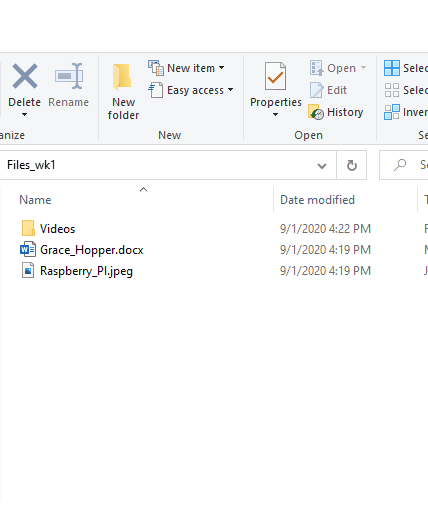 New item
Open
Selec
Easy access
Edit
Selec
Delete Rename New folder Properties History Inver
anize New Open Se
Files_wk1
Se
Name Date modified T
Videos 9/1/2020 4:22 PM F
Grace_Hopper.docx 9/1/2020 4:19 PM M
Raspberry_PI.jpeg 9/1/2020 4:19 PM J